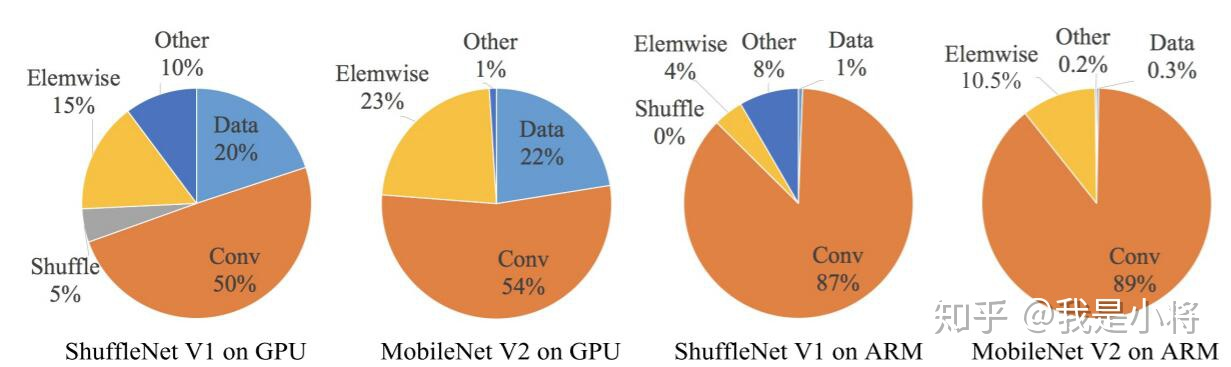 Other
10%
Elemwise
15%
Data
20%
Conv
50%
Shuffle
5%
ShuffleNet V1 on GPU
Other
1%
Elemwise
23%
Data
22%
Conv
54%
MobileNet V2 on GPU
Elemwise
4%
Other
8%
Data
1%
Shuffle
0%
Conv
87%
ShuffleNet V1 on ARM
Other
0.2%
Elemwise
10.5%
Data
0.3%
Conv
89%
MobileNet V2 on ARM
知乎 @我是小将